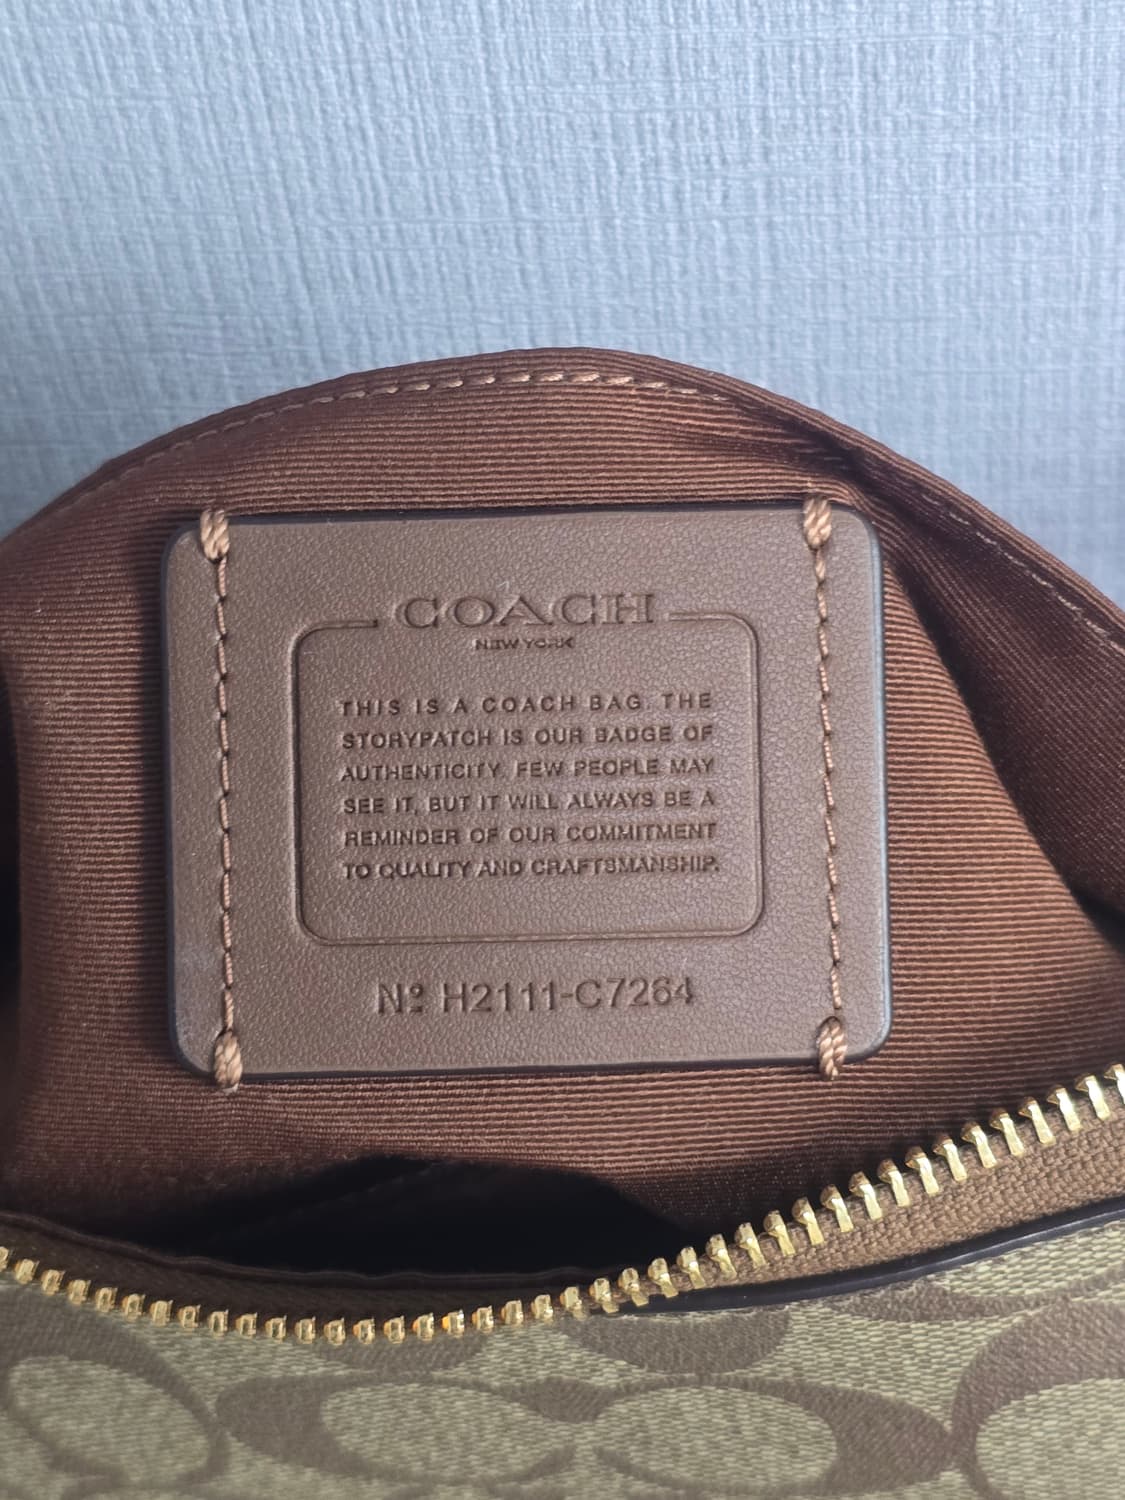 COACH
NEW YORK
THIS IS A COACH BAG. THE
STORYPATCH IS OUR BADGE OF
AUTHENTICITY. FEW PEOPLE MAY
SEE IT, BUT IT WILL ALWAYS BE A
REMINDER OF OUR COMMITMENT
TO QUALITY AND CRAFTSMANSHIP.
Nº H2111-C7264